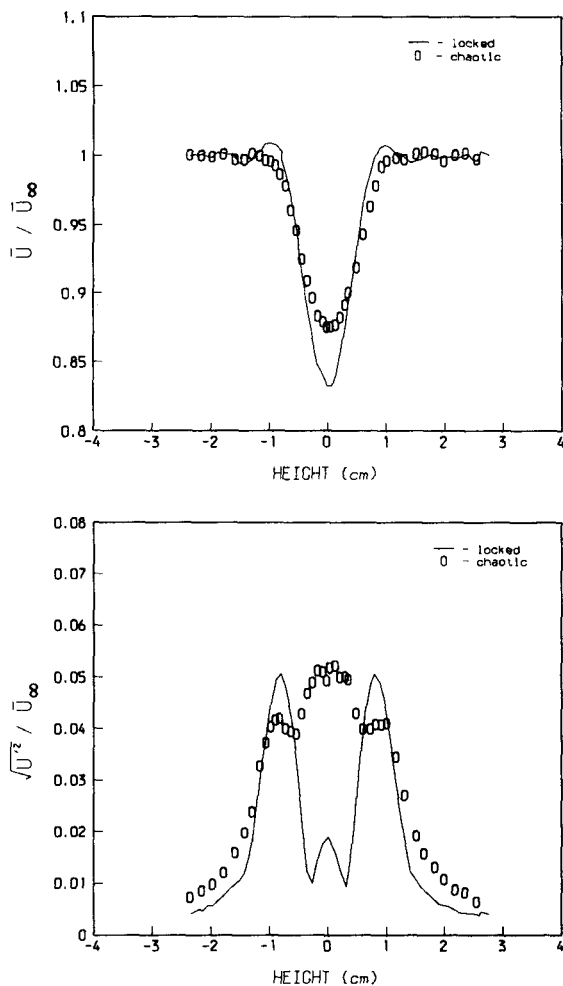 1.1
1.05
1
0.95
0.9
0.85
0.8
Ū / Ū∞
— - locked
0 - chaotic
-4 -3 -2 -1 0 1 2 3 4
HEIGHT (cm)
0.08
0.07
0.06
0.05
0.04
0.03
0.02
0.01
0
√U'² / Ū∞
— - locked
0 - chaotic
-4 -3 -2 -1 0 1 2 3 4
HEIGHT (cm)